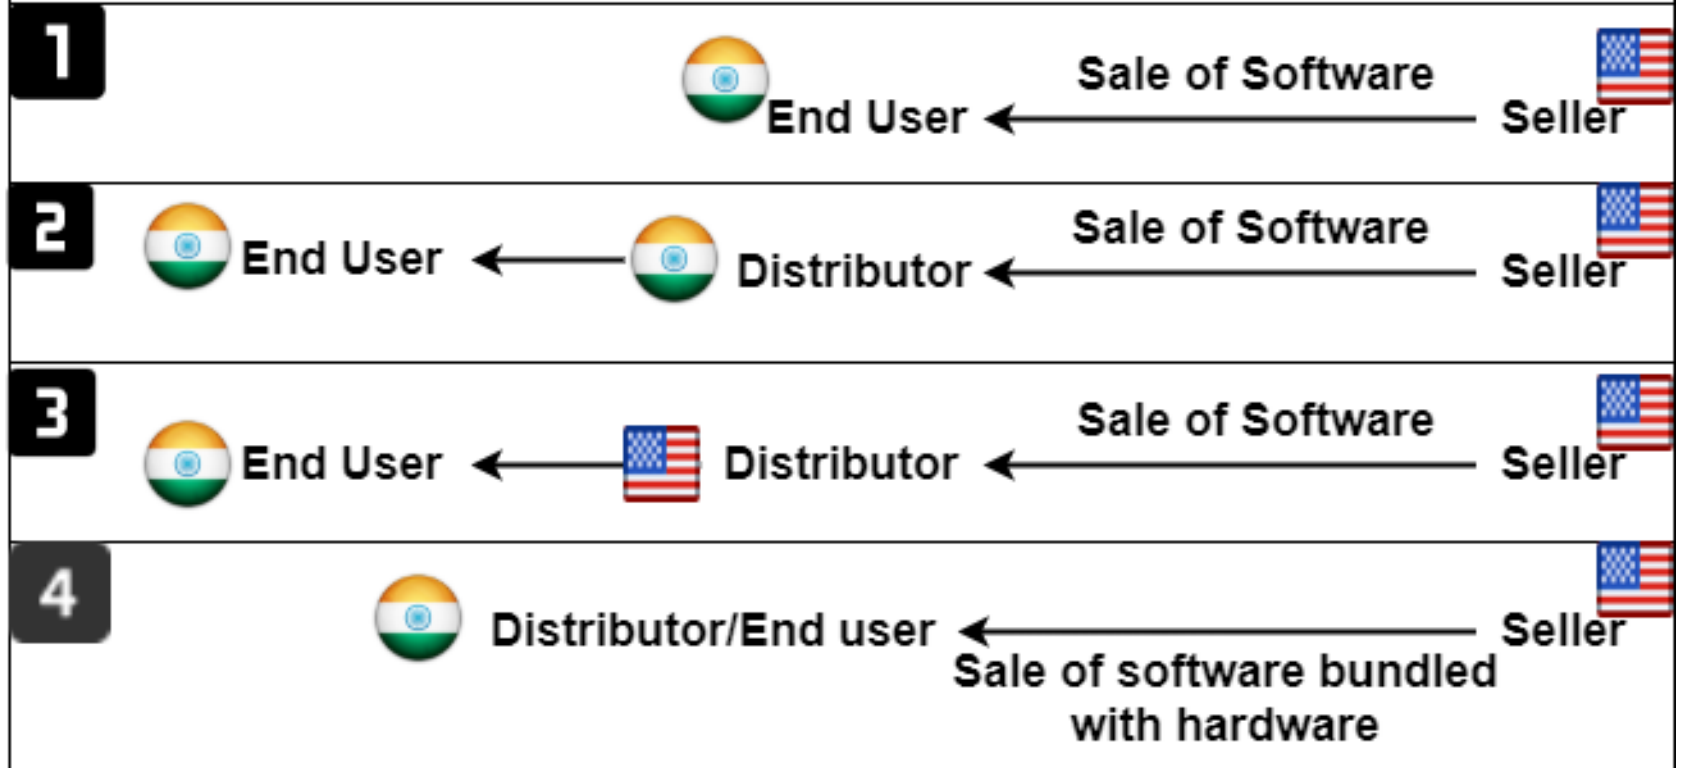 1
Sale of Software
End User
Seller
2
Sale of Software
End User
Distributor
Seller
3
Sale of Software
End User
Distributor
Seller
4
Distributor/End user
Seller
Sale of software bundled
with hardware